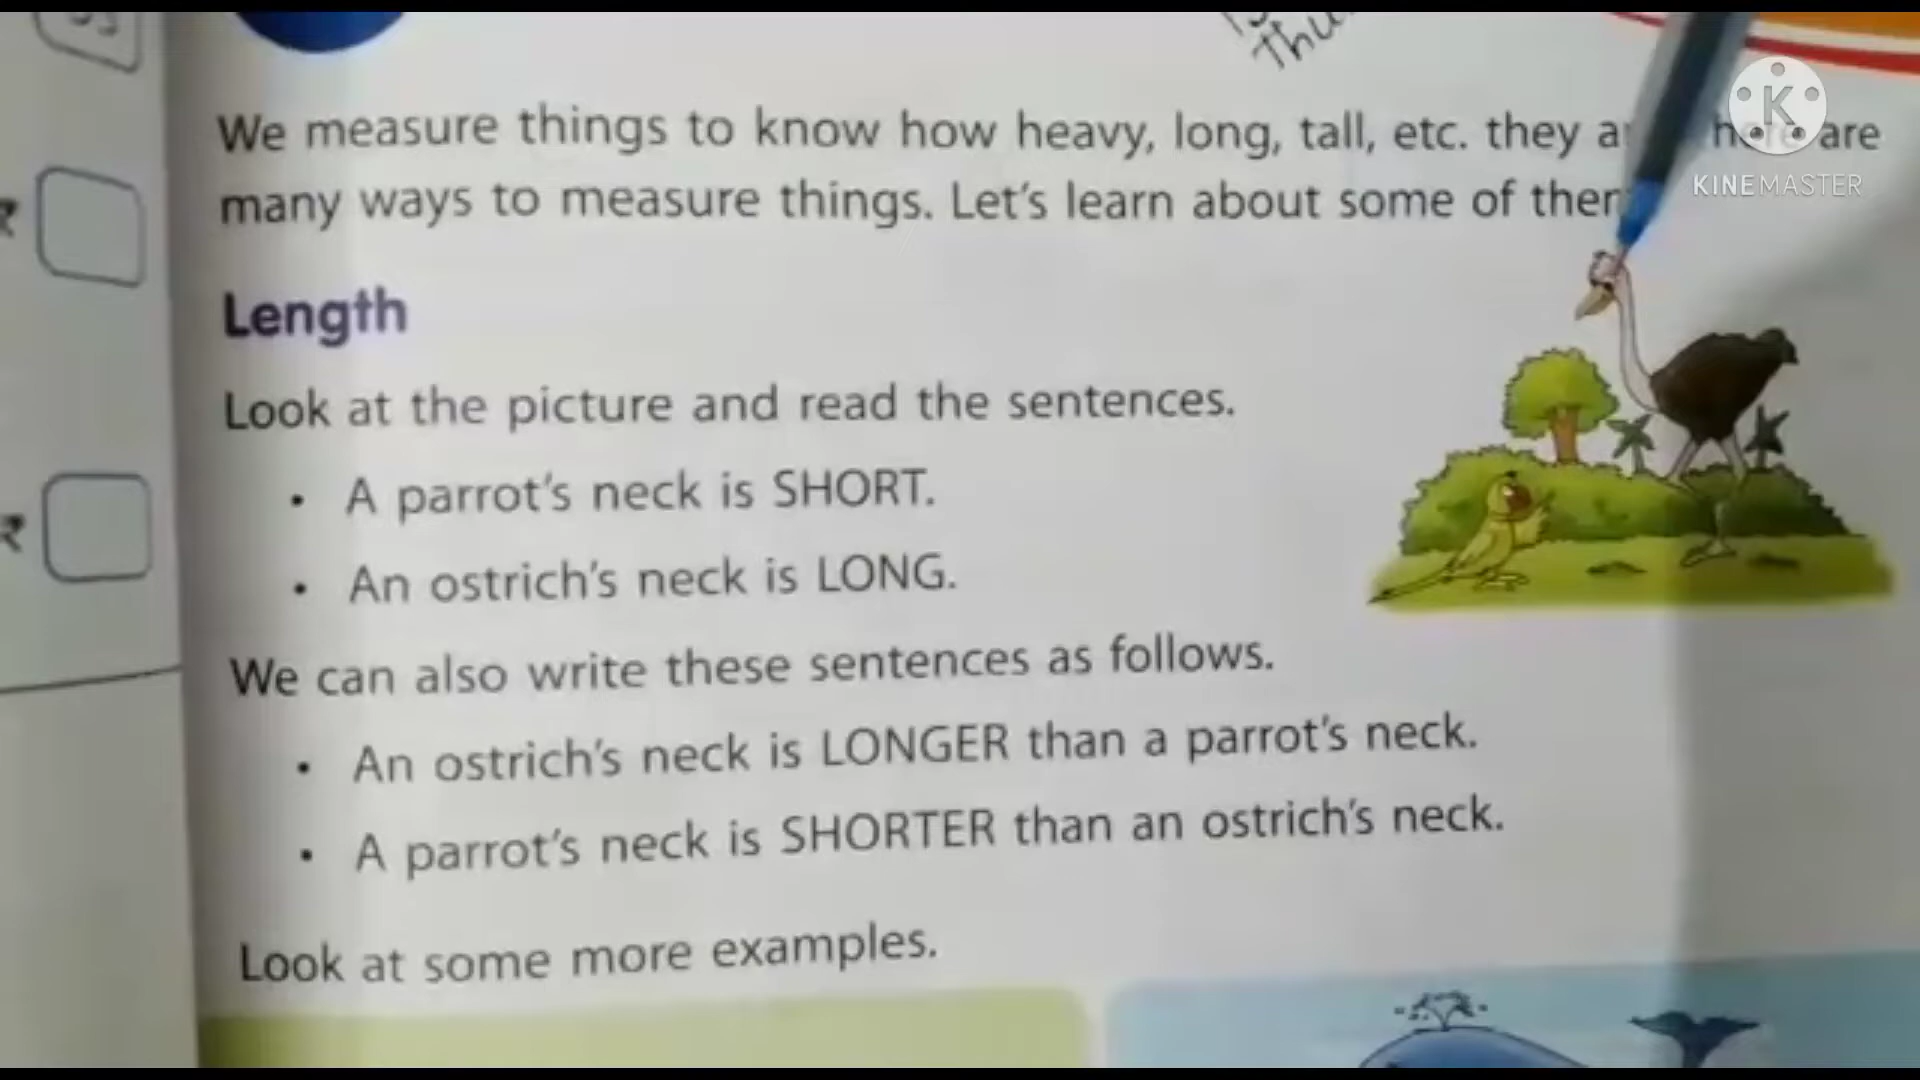 Thu
We measure things to know how heavy, long, tall, etc. they are
many ways to measure things. Let's learn about some of
Length
Look at the picture and read the sentences.
• A parrot's neck is SHORT.
• An ostrich's neck is LONG.
We can also write these sentences as follows.
• An ostrich's neck is LONGER than a parrot's neck.
• A parrot's neck is SHORTER than an ostrich's neck.
Look at some more examples.
₹
₹
K
KINEMASTER